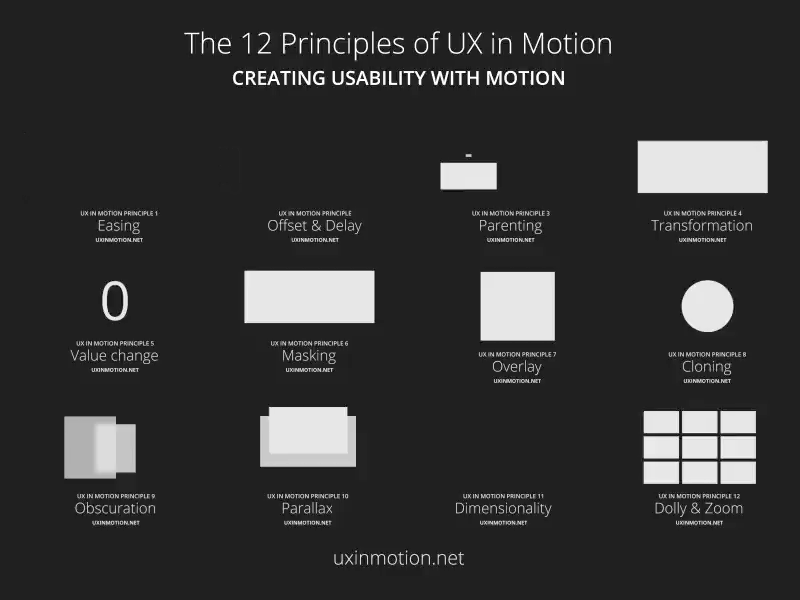 The 12 Principles of UX in Motion
CREATING USABILITY WITH MOTION
UX IN MOTION PRINCIPLE 1
Easing
UXINMOTION.NET
UX IN MOTION PRINCIPLE
Offset & Delay
UXINMOTION.NET
UX IN MOTION PRINCIPLE 3
Parenting
UXINMOTION.NET
UX IN MOTION PRINCIPLE 4
Transformation
UXINMOTION.NET
0
UX IN MOTION PRINCIPLE 5
Value change
UXINMOTION.NET
UX IN MOTION PRINCIPLE 6
Masking
UXINMOTION.NET
UX IN MOTION PRINCIPLE 7
Overlay
UXINMOTION.NET
UX IN MOTION PRINCIPLE 8
Cloning
UXINMOTION.NET
UX IN MOTION PRINCIPLE 9
Obscuration
UXINMOTION.NET
UX IN MOTION PRINCIPLE 10
Parallax
UXINMOTION.NET
UX IN MOTION PRINCIPLE 11
Dimensionality
UXINMOTION.NET
UX IN MOTION PRINCIPLE 12
Dolly & Zoom
UXINMOTION.NET
uxinmotion.net